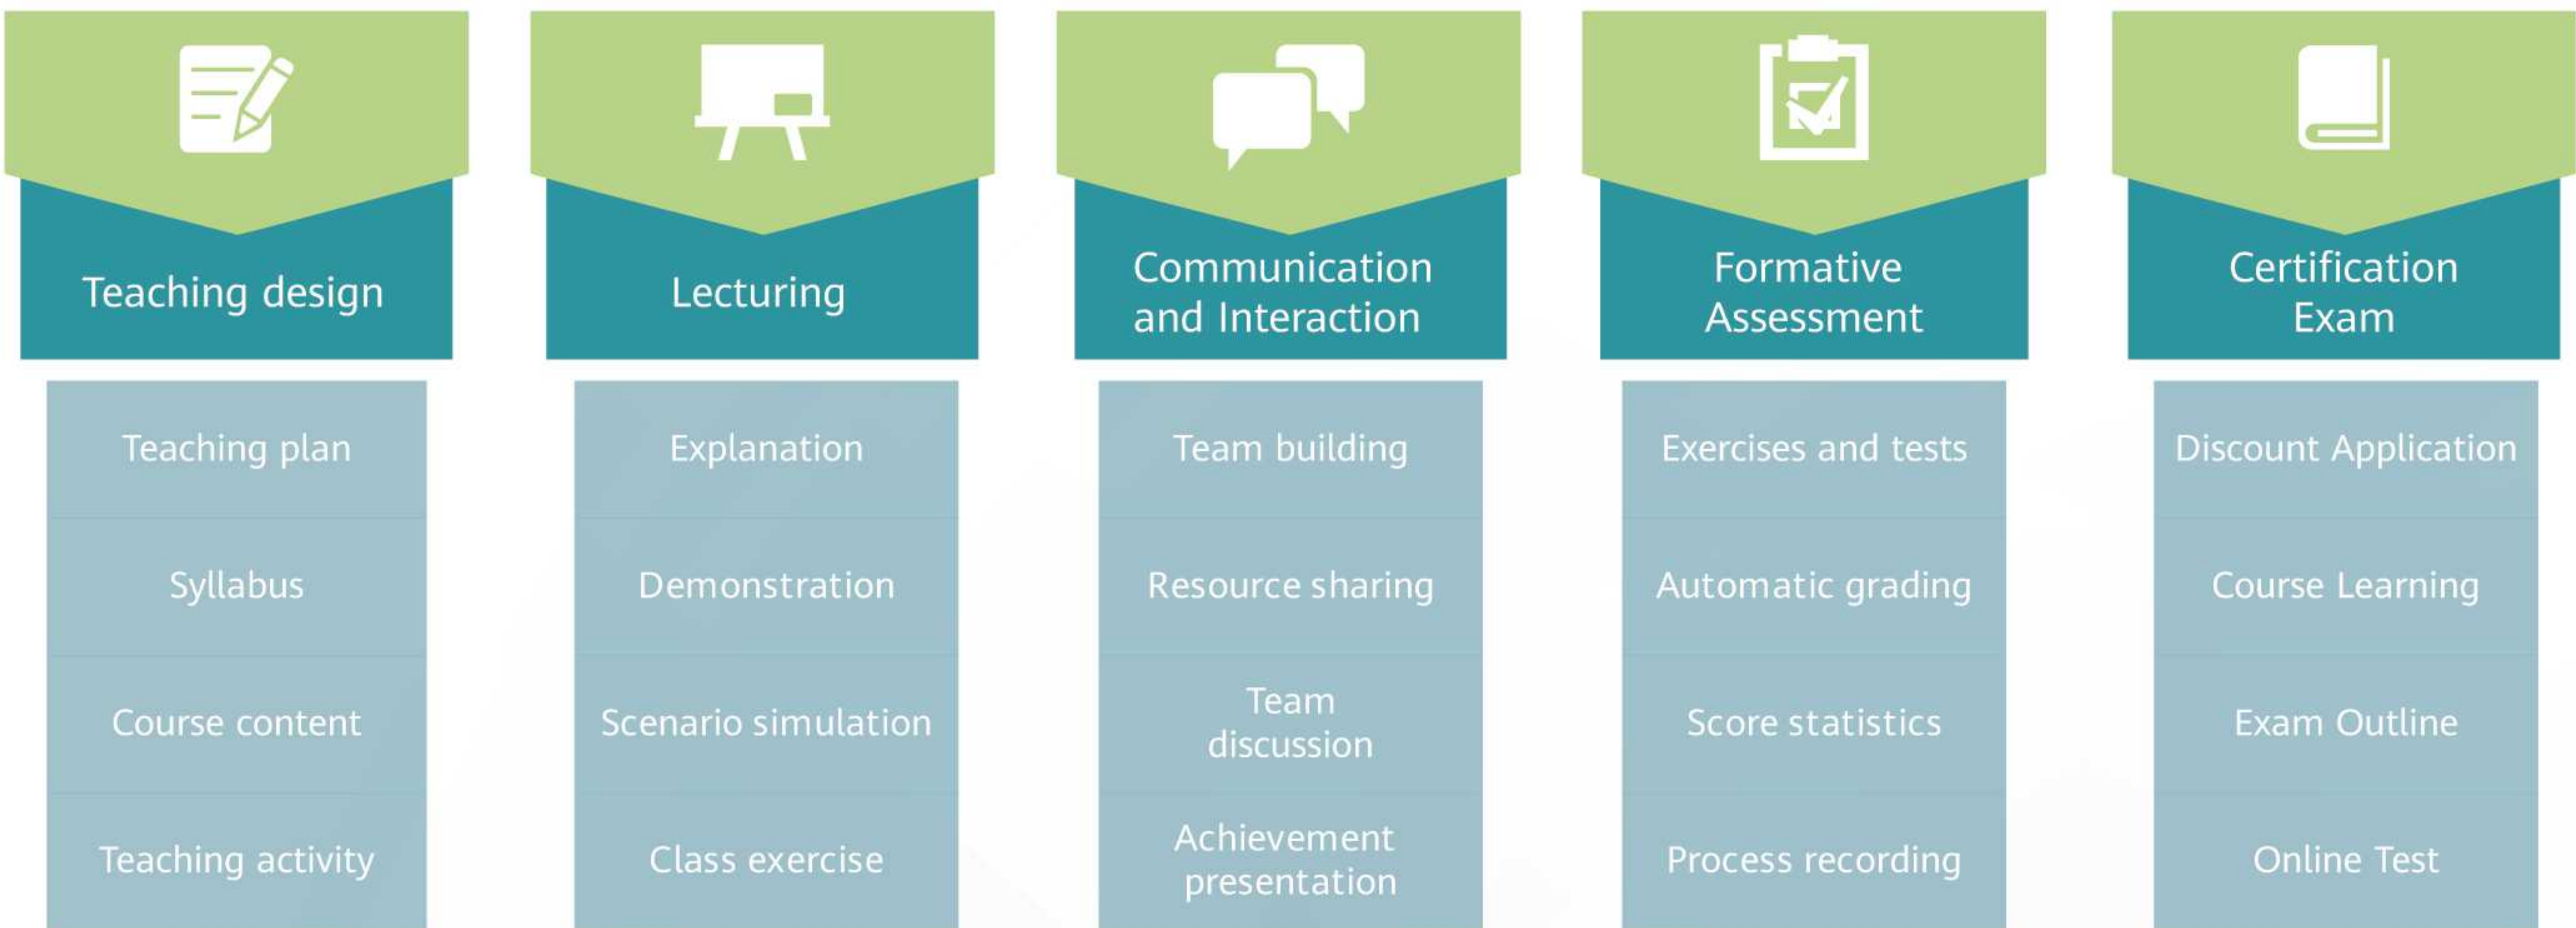 Teaching design
Lecturing
Communication
and Interaction
Formative
Assessment
Certification
Exam
Teaching plan
Syllabus
Course content
Teaching activity
Explanation
Demonstration
Scenario simulation
Class exercise
Team building
Resource sharing
Team
discussion
Achievement
presentation
Exercises and tests
Automatic grading
Score statistics
Process recording
Discount Application
Course Learning
Exam Outline
Online Test